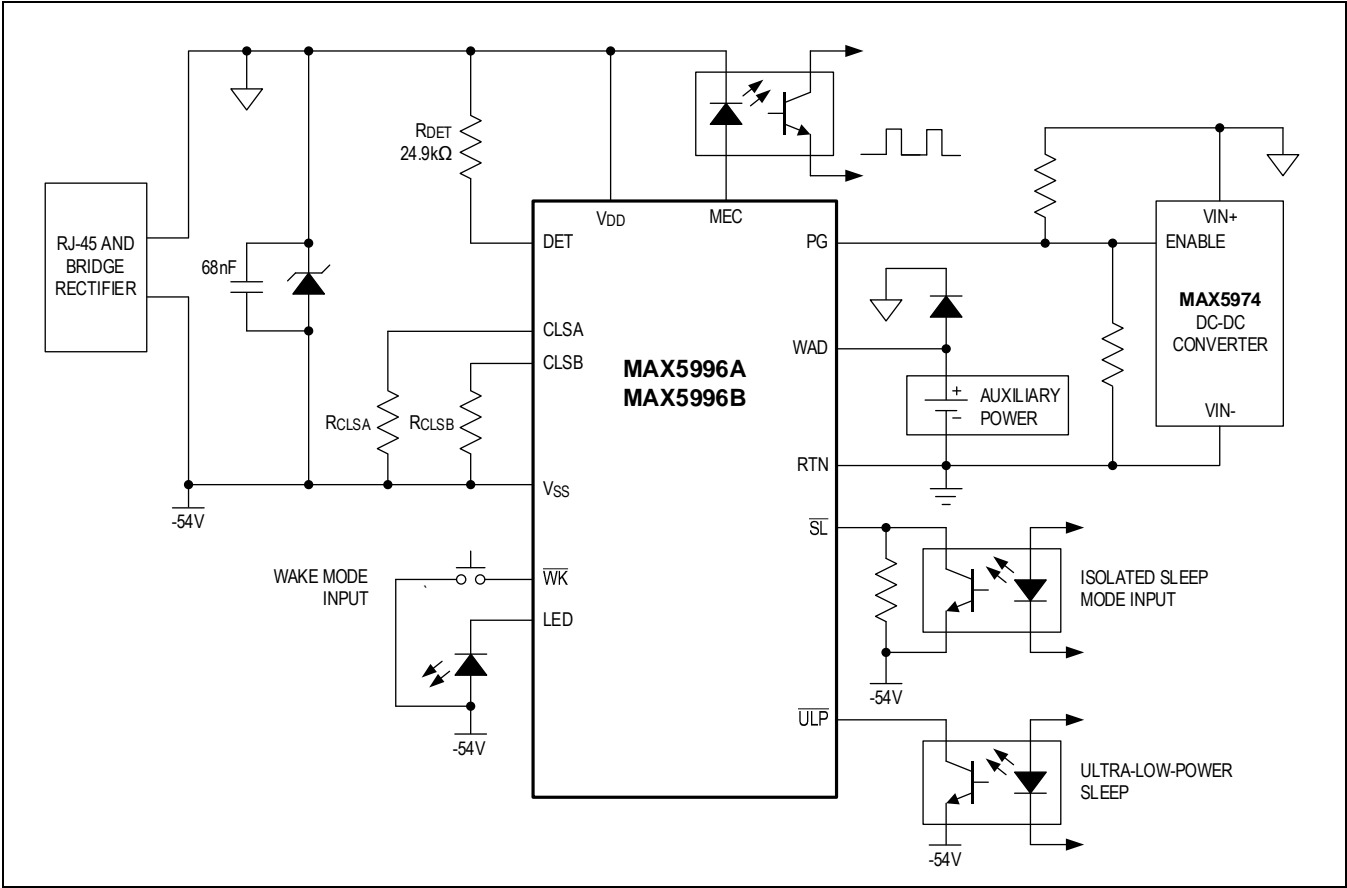 RDET
24.9kΩ
RJ-45 AND
BRIDGE
RECTIFIER
68nF
VDD
MEC
DET
PG
VIN+
ENABLE
MAX5974
DC-DC
CONVERTER
VIN-
CLSA
CLSB
WAD
MAX5996A
MAX5996B
+
-
AUXILIARY
POWER
RCLSA
RCLSB
RTN
VSS
-54V
SL
ISOLATED SLEEP
MODE INPUT
WAKE MODE
INPUT
WK
LED
-54V
-54V
ULP
ULTRA-LOW-POWER
SLEEP
-54V